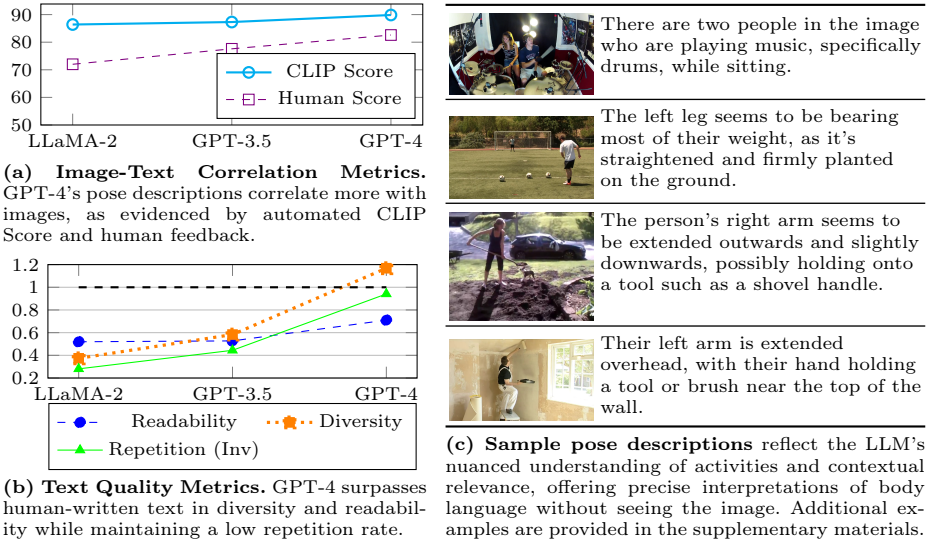 90
80
70
60
50
LLaMA-2
GPT-3.5
GPT-4
CLIP Score
Human Score
(a) Image-Text Correlation Metrics.
GPT-4's pose descriptions correlate more with
images, as evidenced by automated CLIP
Score and human feedback.
1.2
1
0.8
0.6
0.4
0.2
LLaMA-2
GPT-3.5
GPT-4
Readability
Diversity
Repetition (Inv)
(b) Text Quality Metrics. GPT-4 surpasses
human-written text in diversity and readabil-
ity while maintaining a low repetition rate.
There are two people in the image
who are playing music, specifically
drums, while sitting.
The left leg seems to be bearing
most of their weight, as it's
straightened and firmly planted
on the ground.
The person's right arm seems to
be extended outwards and slightly
downwards, possibly holding onto
a tool such as a shovel handle.
Their left arm is extended
overhead, with their hand holding
a tool or brush near the top of the
wall.
(c) Sample pose descriptions reflect the LLM's
nuanced understanding of activities and contextual
relevance, offering precise interpretations of body
language without seeing the image. Additional ex-
amples are provided in the supplementary materials.